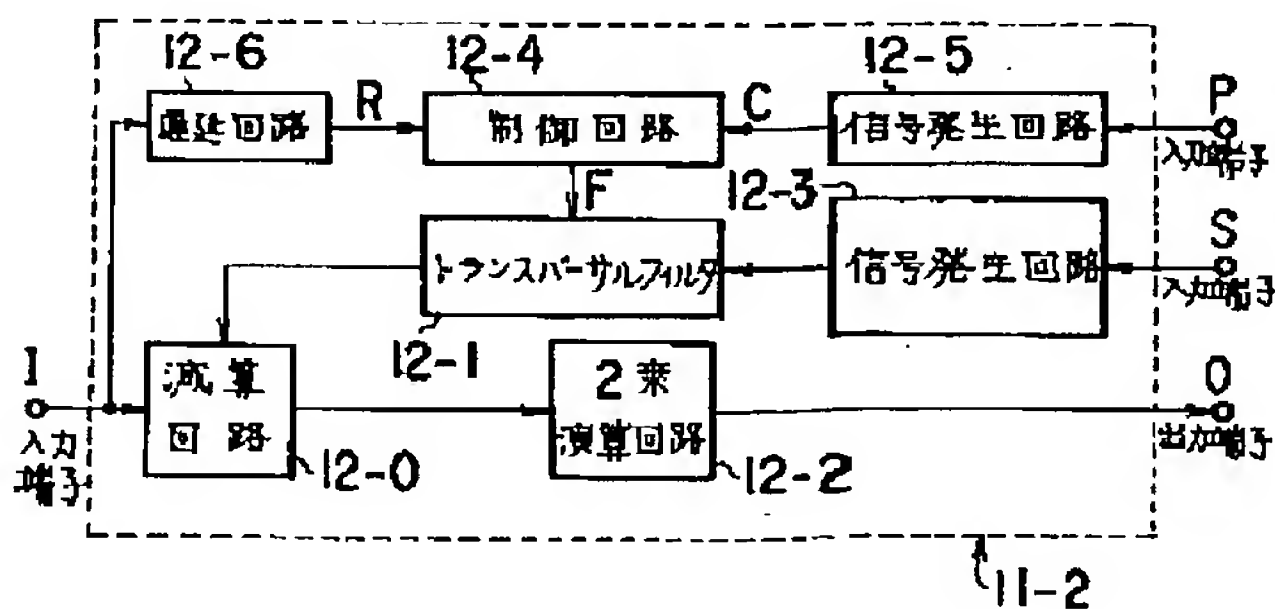 12-6
12-4
12-5
遅延回路
R
制御回路
C
信号発生回路
P
入力端子
F
12-3
トランスバーサルフィルタ
信号発生回路
S
入力端子
12-1
I
入力
端子
減算
回路
12-0
2乗
演算回路
12-2
O
出力端子
11-2